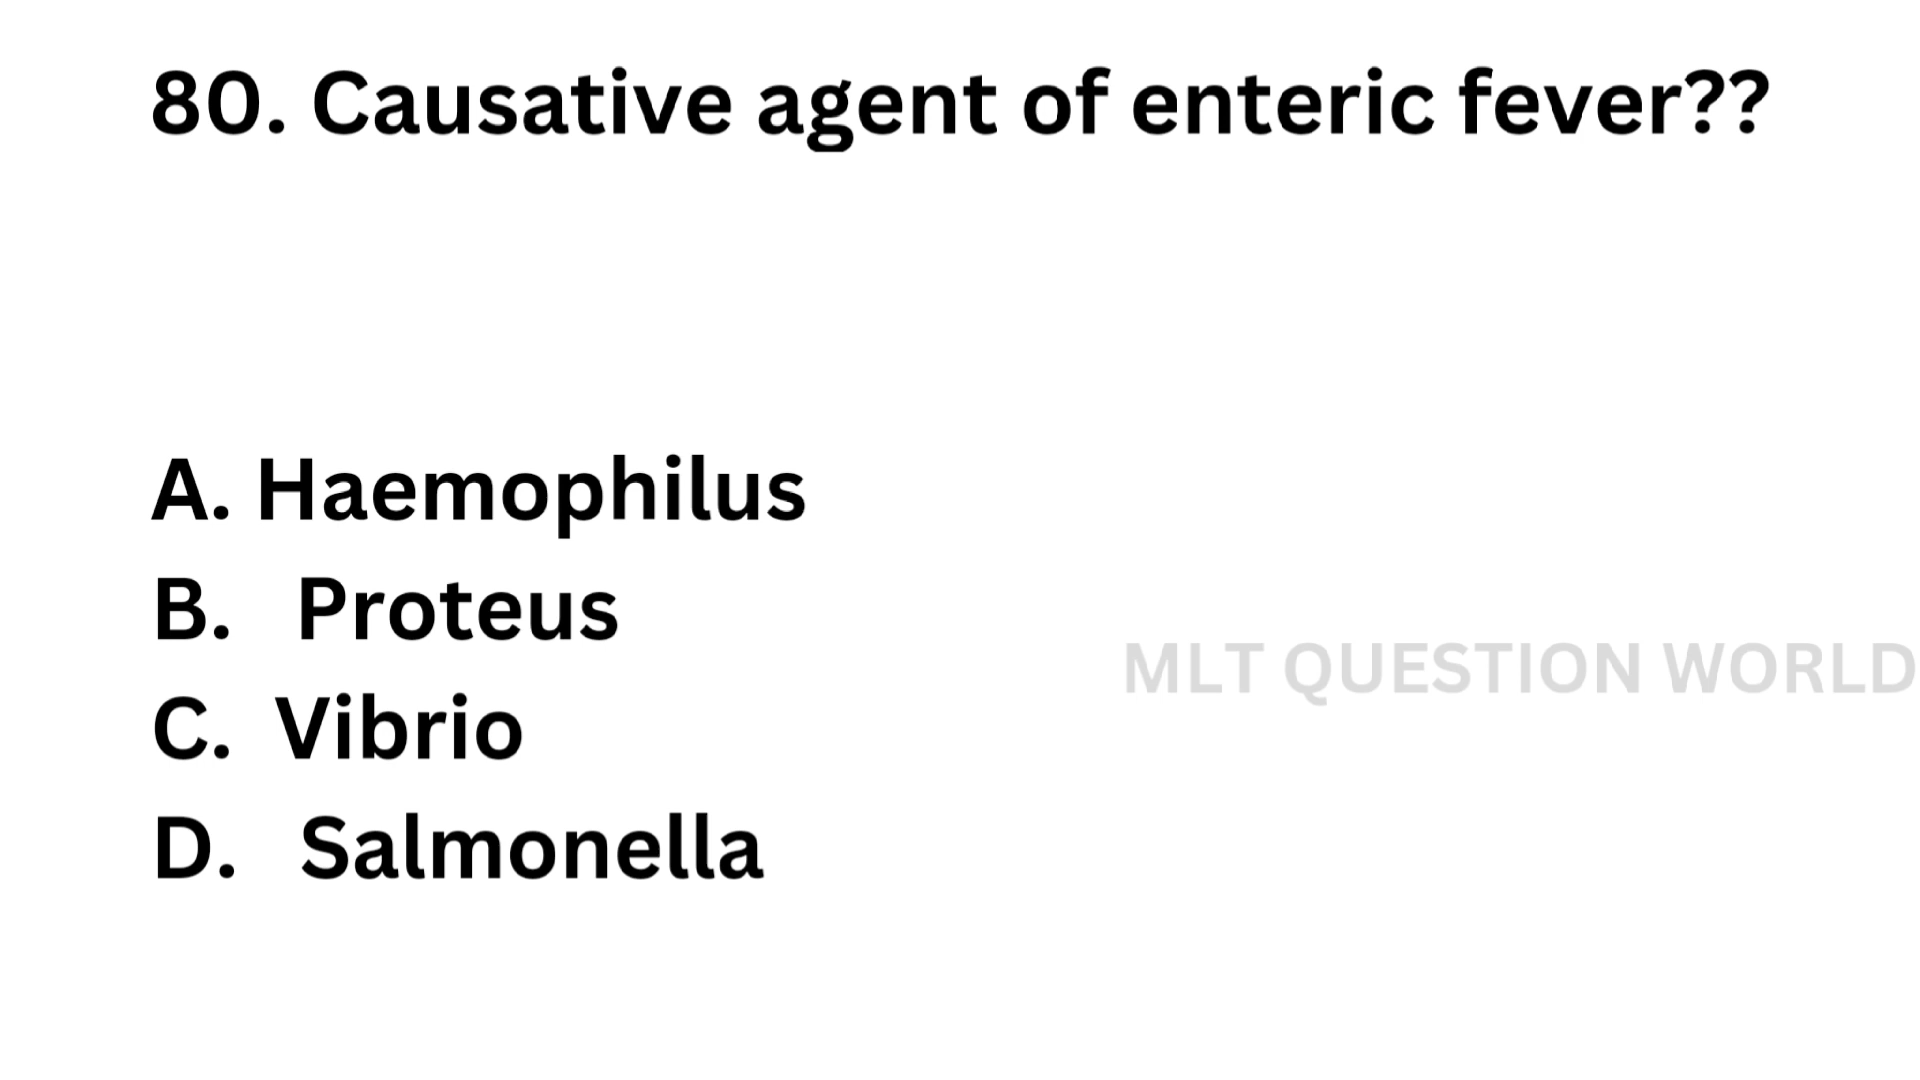 80. Causative agent of enteric fever??
A. Haemophilus
B. Proteus
MLT QUESTION WORLD
C. Vibrio
D. Salmonella